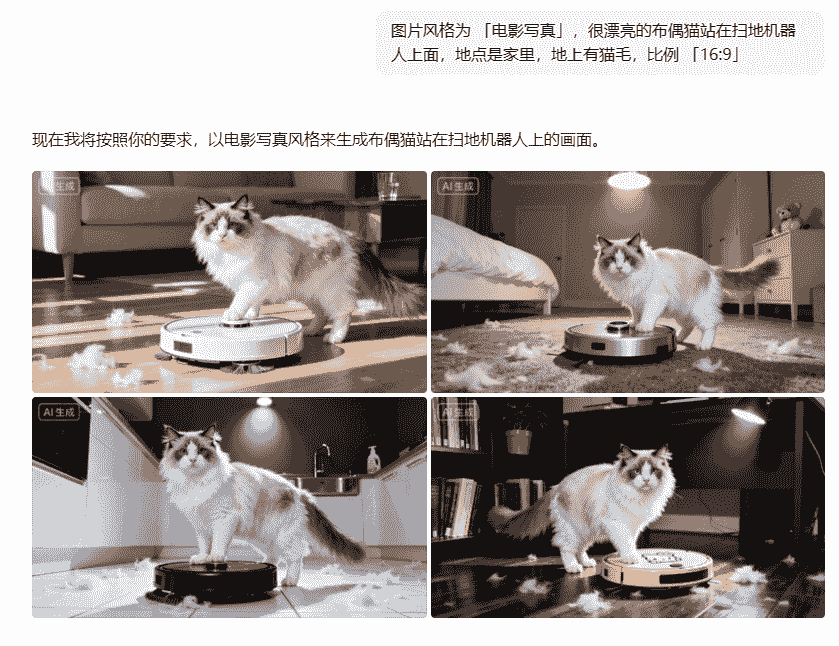 图片风格为 「电影写真」，很漂亮的布偶猫站在扫地机器
人上面，地点是家里，地上有猫毛，比例 「16:9」
现在我将按照你的要求，以电影写真风格来生成布偶猫站在扫地机器人上的画面。
AI生成
AI生成
AI生成
AI生成